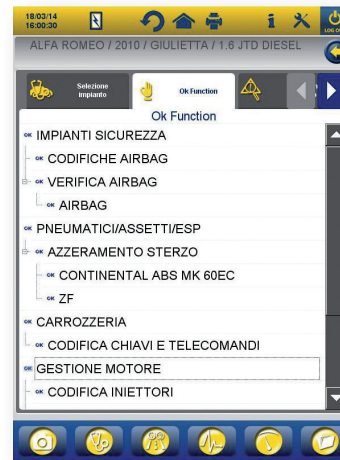 18/03/14
16:00:30
LOG OFF
ALFA ROMEO / 2010 / GIULIETTA / 1.6 JTD DIESEL
Selezione
impianto
Ok Function
Ok Function
OK IMPIANTI SICUREZZA
OK CODIFICHE AIRBAG
OK VERIFICA AIRBAG
OK AIRBAG
OK PNEUMATICI/ASSETTI/ESP
OK AZZERAMENTO STERZO
OK CONTINENTAL ABS MK 60EC
OK ZF
OK CARROZZERIA
OK CODIFICA CHIAVI E TELECOMANDI
OK GESTIONE MOTORE
OK CODIFICA INIETTORI